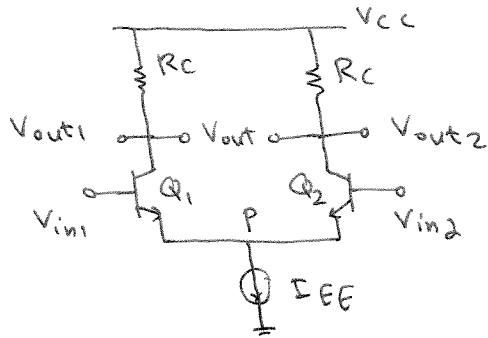 Vcc
Rc Rc
Vout1 Vout Vout2
Q1 Q2
Vin1 P Vin2
IEE